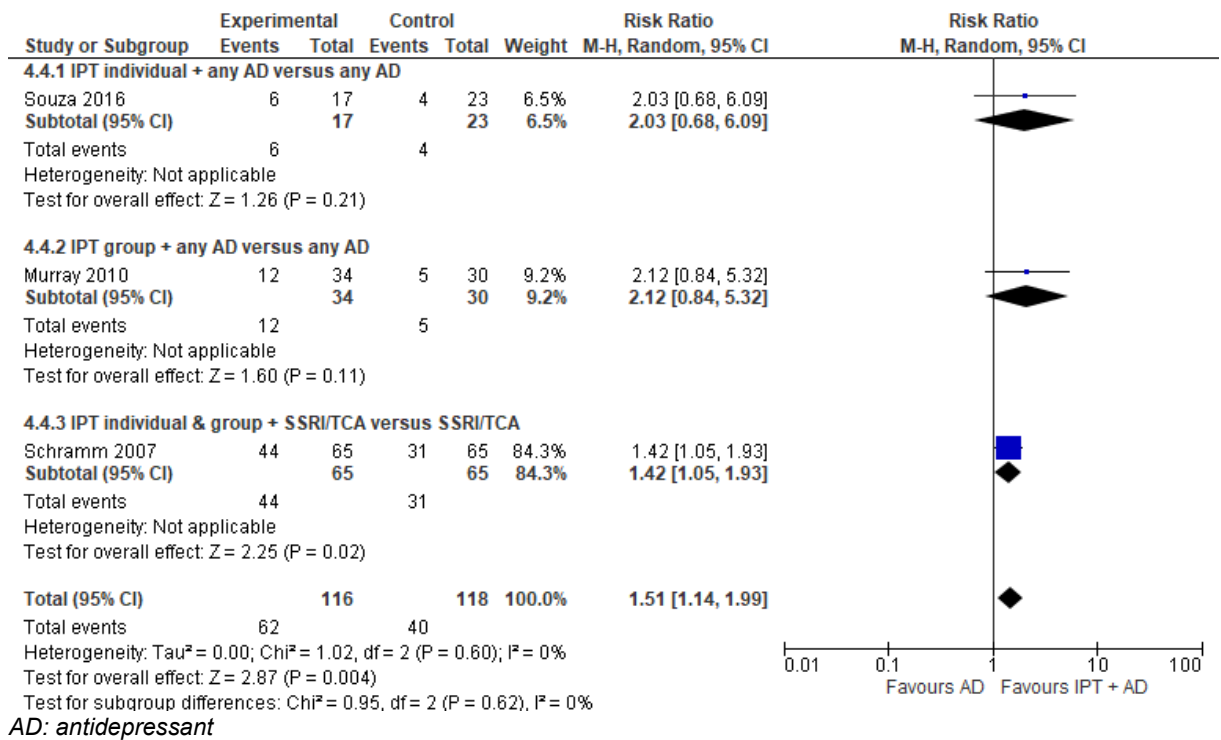 Experimental Control Risk Ratio Risk Ratio
Study or Subgroup Events Total Events Total Weight M-H, Random, 95% CI M-H, Random, 95% CI
4.4.1 IPT individual + any AD versus any AD
Souza 2016 6 17 4 23 6.5% 2.03 [0.68, 6.09]
Subtotal (95% CI) 17 23 6.5% 2.03 [0.68, 6.09]
Total events 6 4
Heterogeneity: Not applicable
Test for overall effect: Z = 1.26 (P = 0.21)
4.4.2 IPT group + any AD versus any AD
Murray 2010 12 34 5 30 9.2% 2.12 [0.84, 5.32]
Subtotal (95% CI) 34 30 9.2% 2.12 [0.84, 5.32]
Total events 12 5
Heterogeneity: Not applicable
Test for overall effect: Z = 1.60 (P = 0.11)
4.4.3 IPT individual & group + SSRI/TCA versus SSRI/TCA
Schramm 2007 44 65 31 65 84.3% 1.42 [1.05, 1.93]
Subtotal (95% CI) 65 65 84.3% 1.42 [1.05, 1.93]
Total events 44 31
Heterogeneity: Not applicable
Test for overall effect: Z = 2.25 (P = 0.02)
Total (95% CI) 116 118 100.0% 1.51 [1.14, 1.99]
Total events 62 40
Heterogeneity: Tau² = 0.00; Chi² = 1.02, df = 2 (P = 0.60); I² = 0%
Test for overall effect: Z = 2.87 (P = 0.004)
Test for subgroup differences: Chi² = 0.95, df = 2 (P = 0.62), I² = 0%
0.01 0.1 1 10 100
Favours AD Favours IPT + AD
AD: antidepressant